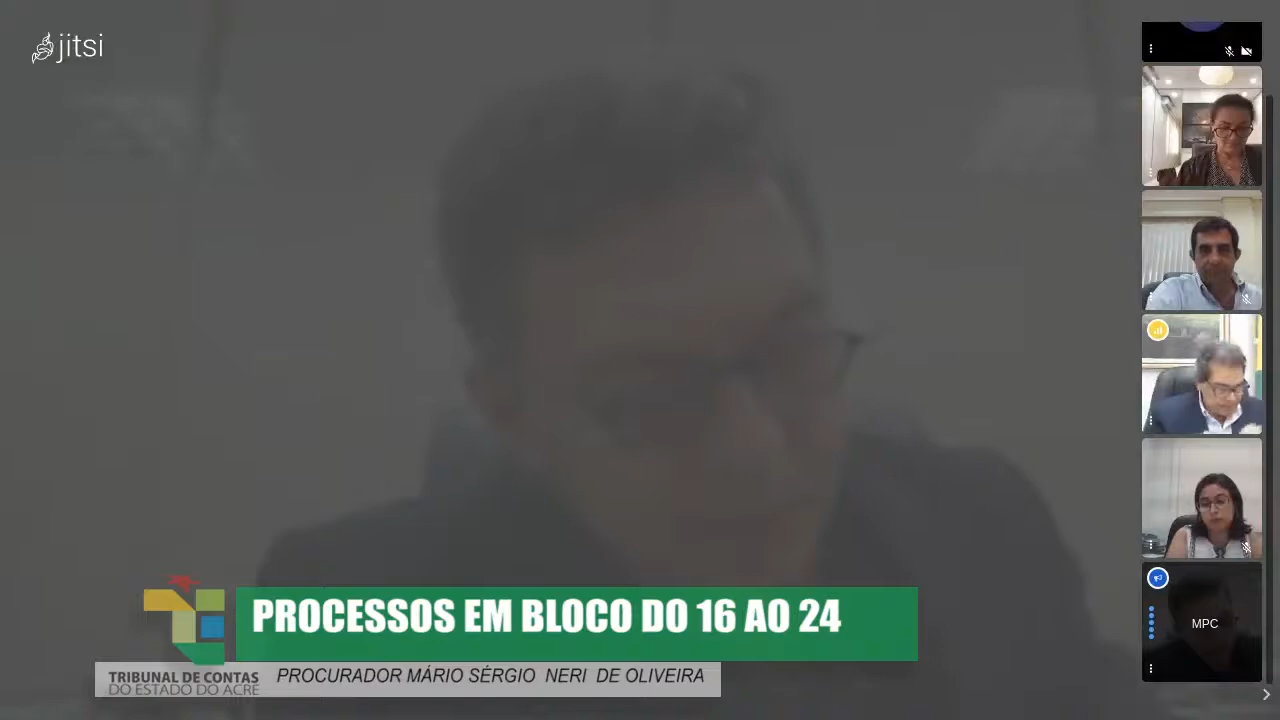 jitsi
MPC
PROCESSOS EM BLOCO DO 16 AO 24
PROCURADOR MÁRIO SÉRGIO NERI DE OLIVEIRA
TRIBUNAL DE CONTAS
DO ESTADO DO ACRE